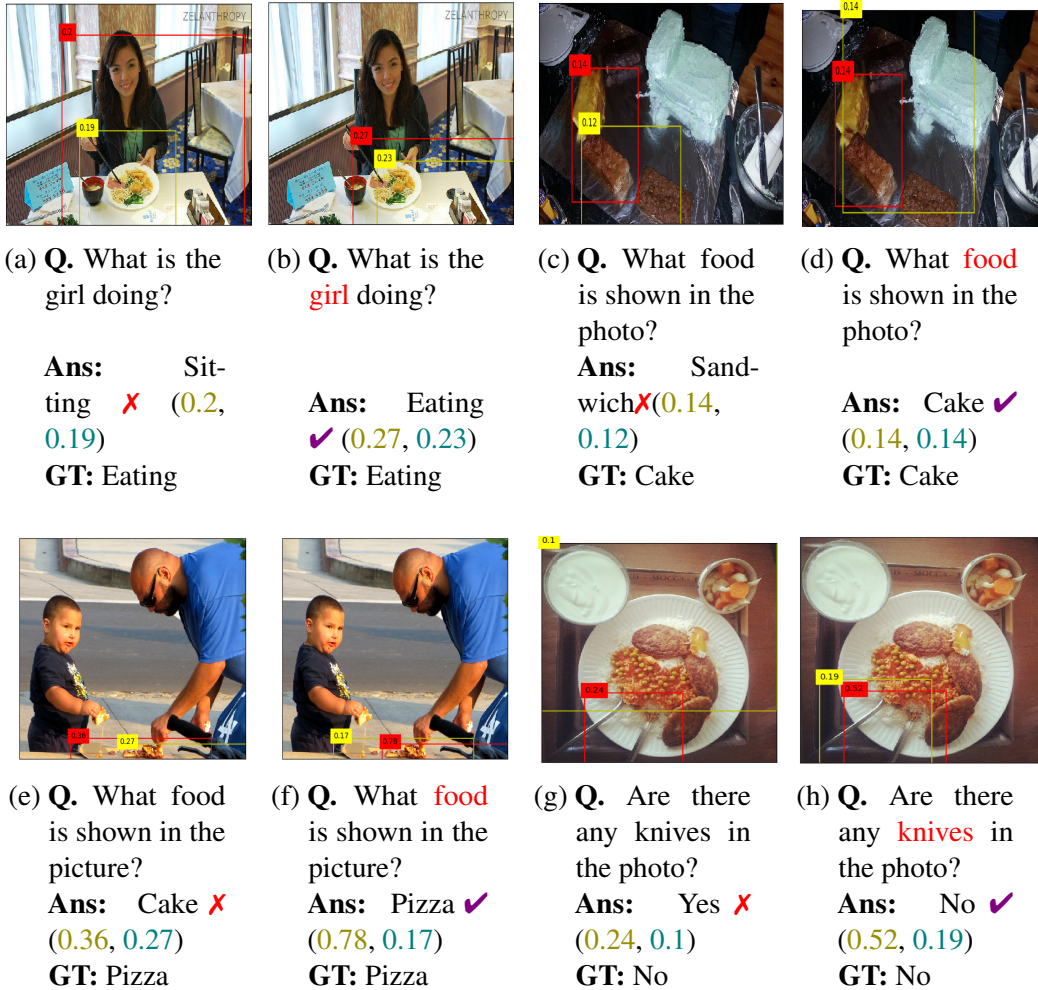 ZELANTHROPY
0.2
0.19
0.27
0.23
0.14
0.12
0.14
0.14
(a) Q. What is the
girl doing?
Ans: Sit-
ting ✗ (0.2,
0.19)
GT: Eating
(b) Q. What is the
girl doing?
Ans: Eating
✔ (0.27, 0.23)
GT: Eating
(c) Q. What food
is shown in the
photo?
Ans: Sand-
wich✗(0.14,
0.12)
GT: Cake
(d) Q. What food
is shown in the
photo?
Ans: Cake ✔
(0.14, 0.14)
GT: Cake
0.36
0.27
0.17
0.78
0.1
0.24
0.19
0.52
(e) Q. What food
is shown in the
picture?
Ans: Cake ✗
(0.36, 0.27)
GT: Pizza
(f) Q. What food
is shown in the
picture?
Ans: Pizza ✔
(0.78, 0.17)
GT: Pizza
(g) Q. Are there
any knives in
the photo?
Ans: Yes ✗
(0.24, 0.1)
GT: No
(h) Q. Are there
any knives in
the photo?
Ans: No ✔
(0.52, 0.19)
GT: No